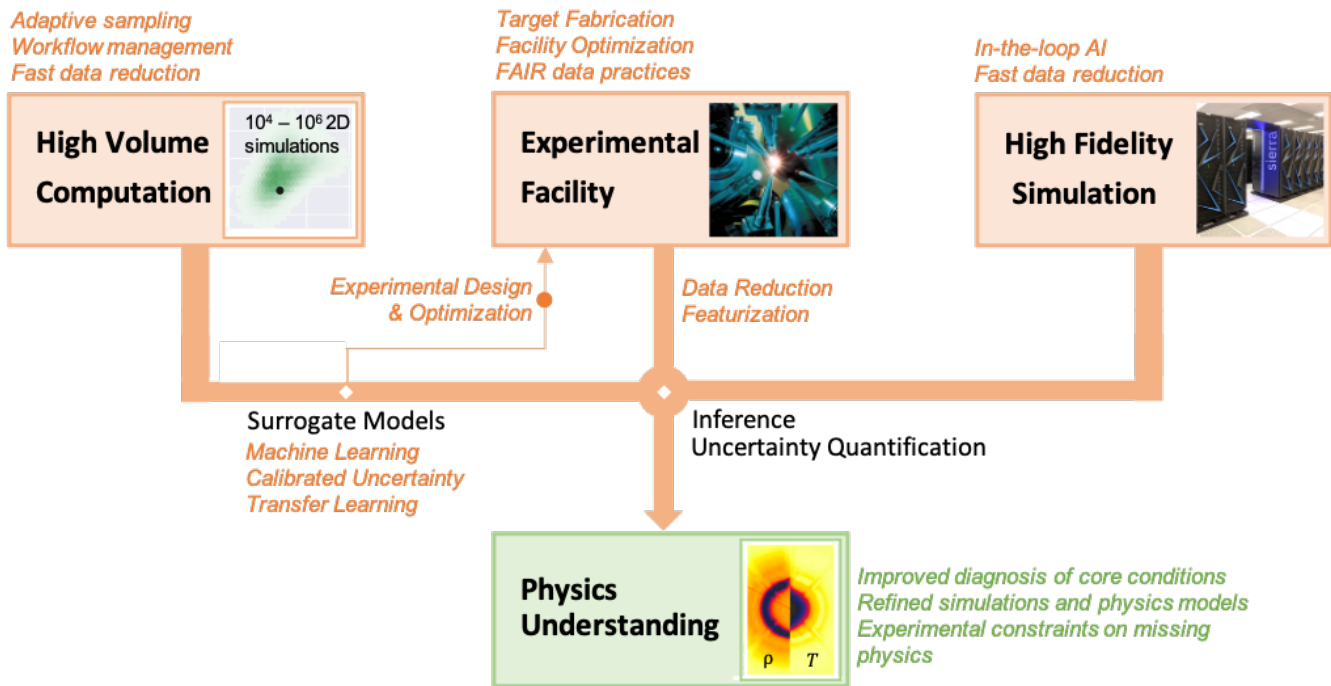 Adaptive sampling
Workflow management
Fast data reduction
Target Fabrication
Facility Optimization
FAIR data practices
In-the-loop AI
Fast data reduction
High Volume
Computation
10⁴ – 10⁶ 2D
simulations
Experimental
Facility
High Fidelity
Simulation
sierra
Experimental Design
& Optimization
Data Reduction
Featurization
Surrogate Models
Machine Learning
Calibrated Uncertainty
Transfer Learning
Inference
Uncertainty Quantification
Physics
Understanding
ρ T
Improved diagnosis of core conditions
Refined simulations and physics models
Experimental constraints on missing
physics